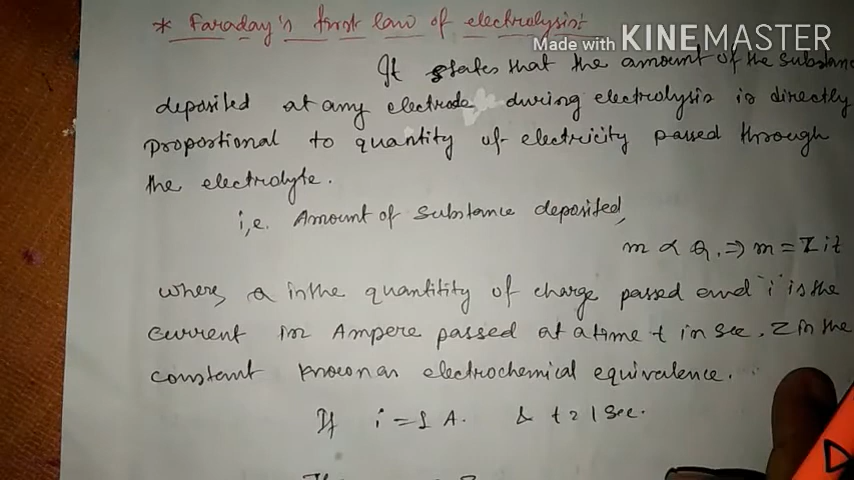 * Faraday's first law of electrolysis:
Made with KINEMASTER
It states that the amount of the substanc
deposited at any electrode during electrolysis is directly
proportional to quantity of electricity passed through
the electrolyte.
i,e. Amount of substance deposited,
m ∝ Q. ⇒ m = Zit
where, Q is the quantitity of charge passed and "i" is the
current in Ampere passed at a time t in sec. Z is the
constant known as electrochemical equivalence.
If i = 1 A. & t = 1 sec.